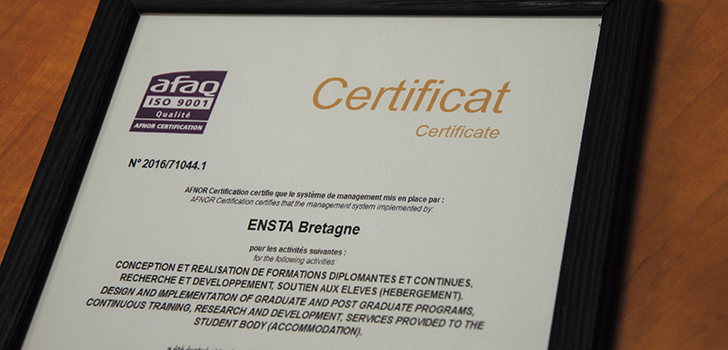 afaq
ISO 9001
Qualité
AFNOR CERTIFICATION
Certificat
Certificate
N° 2016/71044.1
AFNOR Certification certifie que le système de management mis en place par :
AFNOR Certification certifies that the management system implemented by:
ENSTA Bretagne
pour les activités suivantes :
for the following activities:
CONCEPTION ET REALISATION DE FORMATIONS DIPLOMANTES ET CONTINUES,
RECHERCHE ET DEVELOPPEMENT, SOUTIEN AUX ELEVES (HEBERGEMENT).
DESIGN AND IMPLEMENTATION OF GRADUATE AND POST GRADUATE PROGRAMS,
CONTINUOUS TRAINING, RESEARCH AND DEVELOPMENT, SERVICES PROVIDED TO THE
STUDENT BODY (ACCOMMODATION).